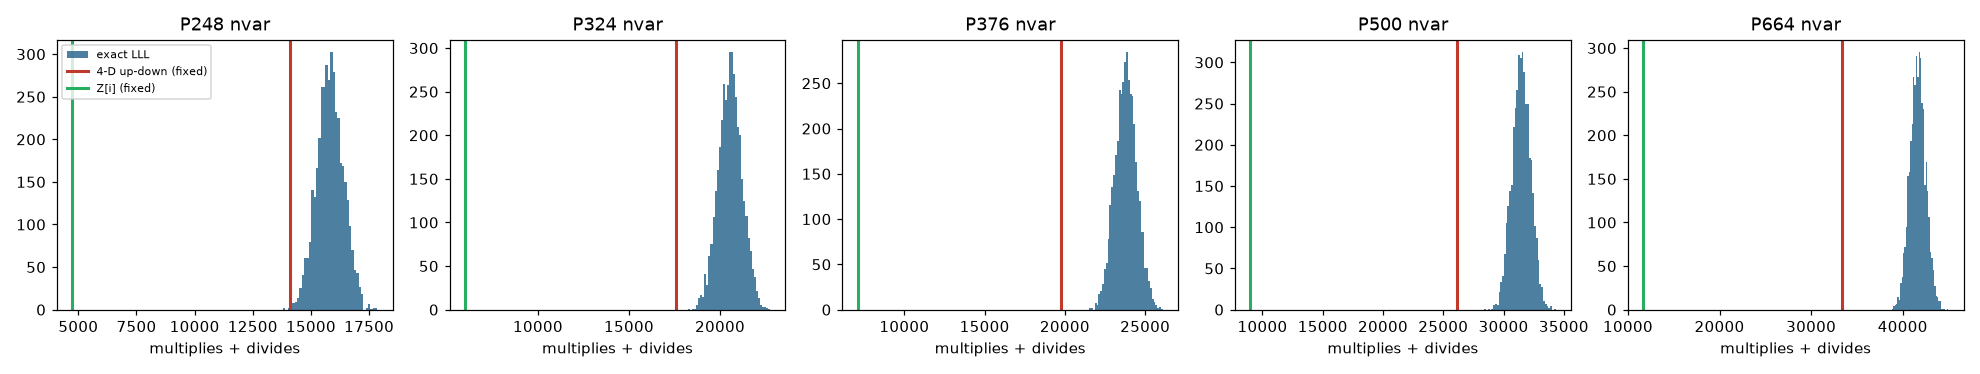 P248 nvar
300
250
200
150
100
50
0
5000 7500 10000 12500 15000 17500
multiplies + divides
exact LLL
4-D up-down (fixed)
Z[i] (fixed)
P324 nvar
300
250
200
150
100
50
0
10000 15000 20000
multiplies + divides
P376 nvar
250
200
150
100
50
0
10000 15000 20000 25000
multiplies + divides
P500 nvar
300
250
200
150
100
50
0
10000 15000 20000 25000 30000 35000
multiplies + divides
P664 nvar
300
250
200
150
100
50
0
10000 20000 30000 40000
multiplies + divides